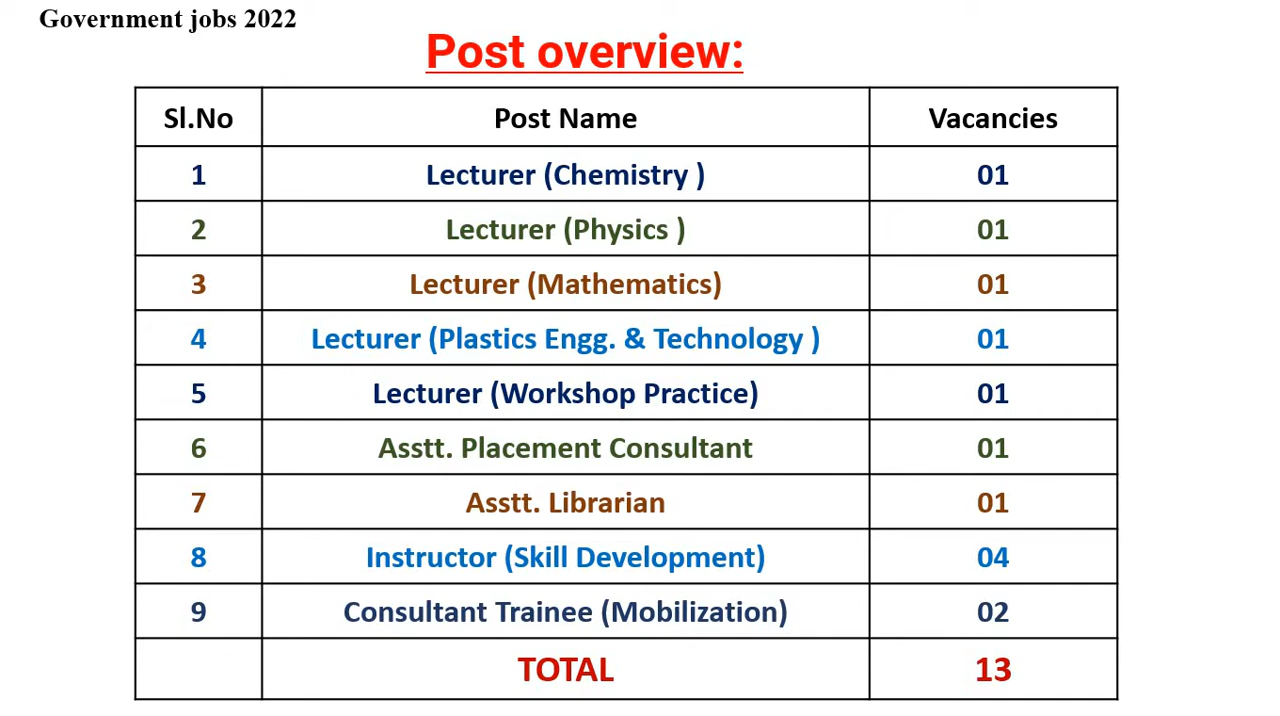 Government jobs 2022
Post overview:
Sl.No Post Name Vacancies
1 Lecturer (Chemistry ) 01
2 Lecturer (Physics ) 01
3 Lecturer (Mathematics) 01
4 Lecturer (Plastics Engg. & Technology ) 01
5 Lecturer (Workshop Practice) 01
6 Asstt. Placement Consultant 01
7 Asstt. Librarian 01
8 Instructor (Skill Development) 04
9 Consultant Trainee (Mobilization) 02
TOTAL 13